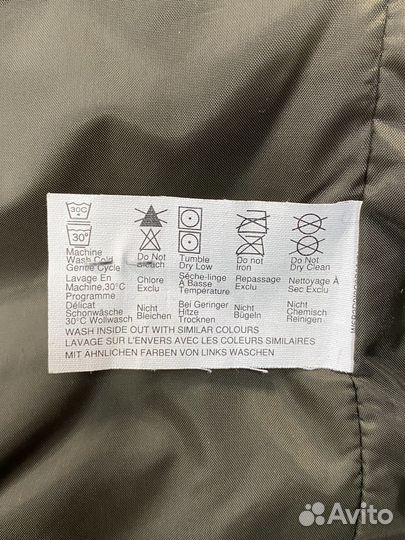 30C
30°
Machine Wash Cold Gentle Cycle
Do Not Bleach
Tumble Dry Low
Do not Iron
Do Not Dry Clean
Lavage En Machine,30°C Programme Délicat
Chlore Exclu
Séche-linge A Basse Température
Repassage Exclu
Nettoyage À Sec Exclu
Schonwäsche 30°C Wollwasch
Nicht Bleichen
Bei Geringer Hitze Trocknen
Nicht Bügeln
Nicht Chemisch Reinigen
WASH INSIDE OUT WITH SIMILAR COLOURS
LAVAGE SUR L'ENVERS AVEC LES COULEURS SIMILAIRES
MIT ÄHNLICHEN FARBEN VON LINKS WASCHEN
Avito